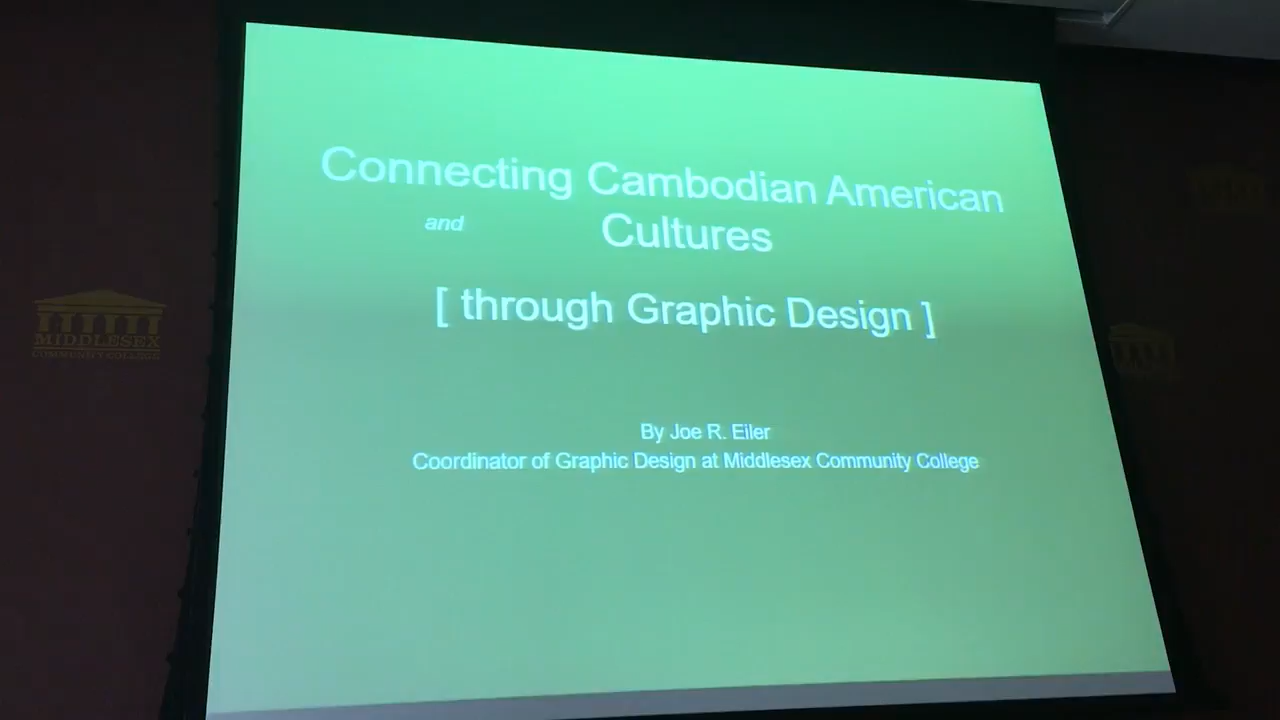 Connecting Cambodian American
and Cultures
[ through Graphic Design ]
By Joe R. Eiler
Coordinator of Graphic Design at Middlesex Community College
MIDDLESEX
COMMUNITY COLLEGE